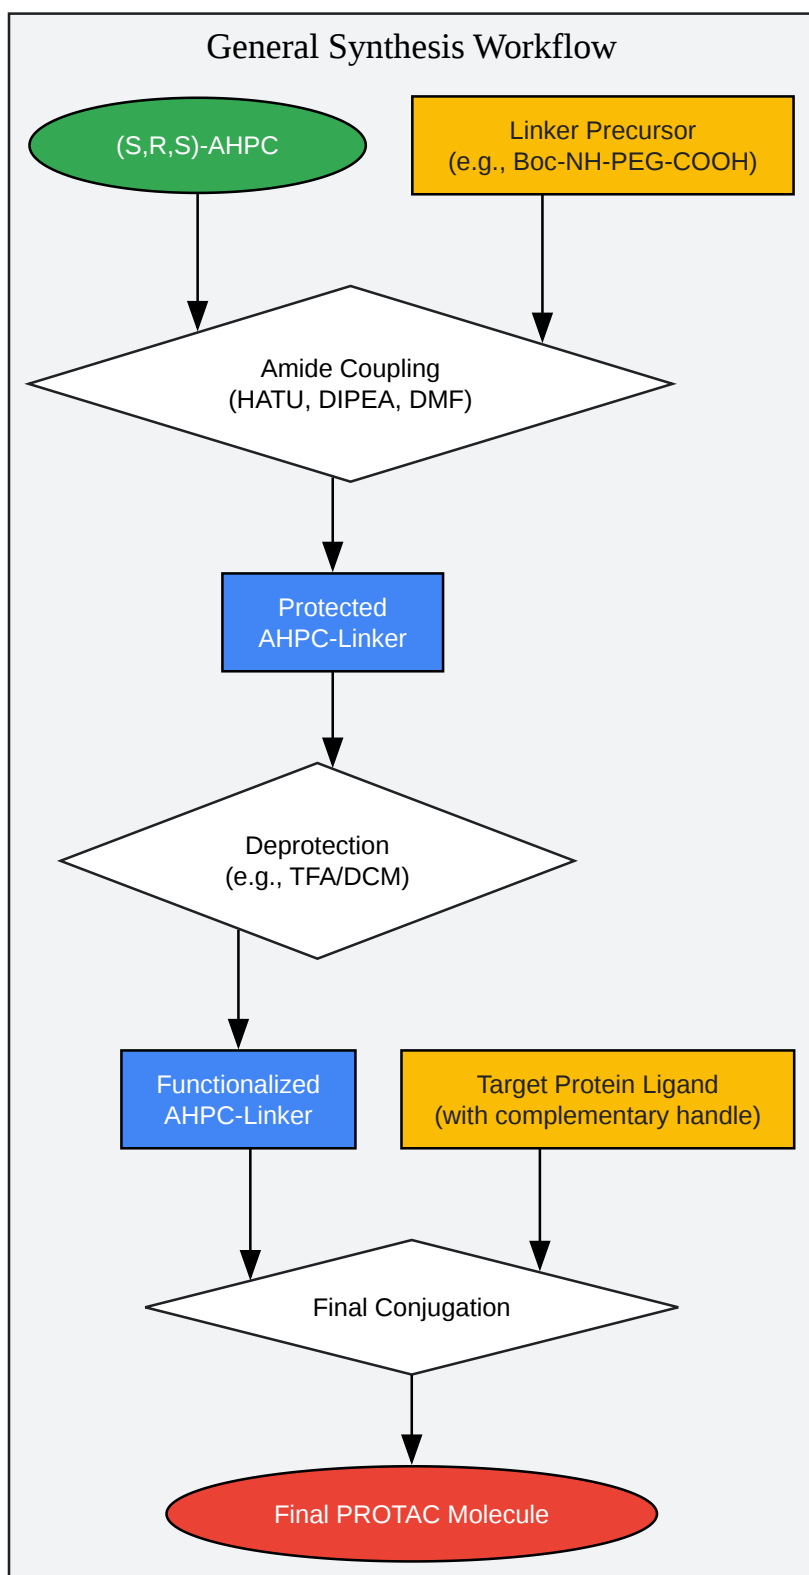 General Synthesis Workflow
(S,R,S)-AHPC
Linker Precursor
(e.g., Boc-NH-PEG-COOH)
Amide Coupling
(HATU, DIPEA, DMF)
Protected
AHPC-Linker
Deprotection
(e.g., TFA/DCM)
Functionalized
AHPC-Linker
Target Protein Ligand
(with complementary handle)
Final Conjugation
Final PROTAC Molecule